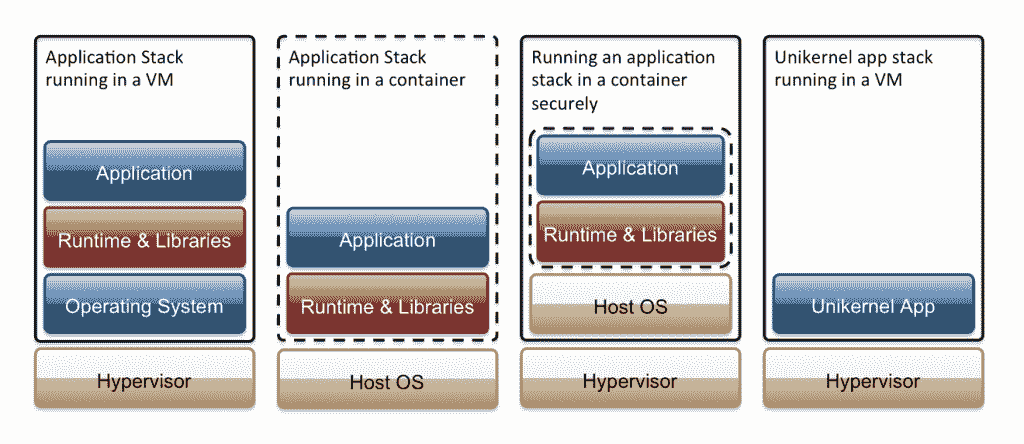 Application Stack
running in a VM
Application
Runtime & Libraries
Operating System
Hypervisor
Application Stack
running in a container
Application
Runtime & Libraries
Host OS
Running an application
stack in a container
securely
Application
Runtime & Libraries
Host OS
Hypervisor
Unikernel app stack
running in a VM
Unikernel App
Hypervisor